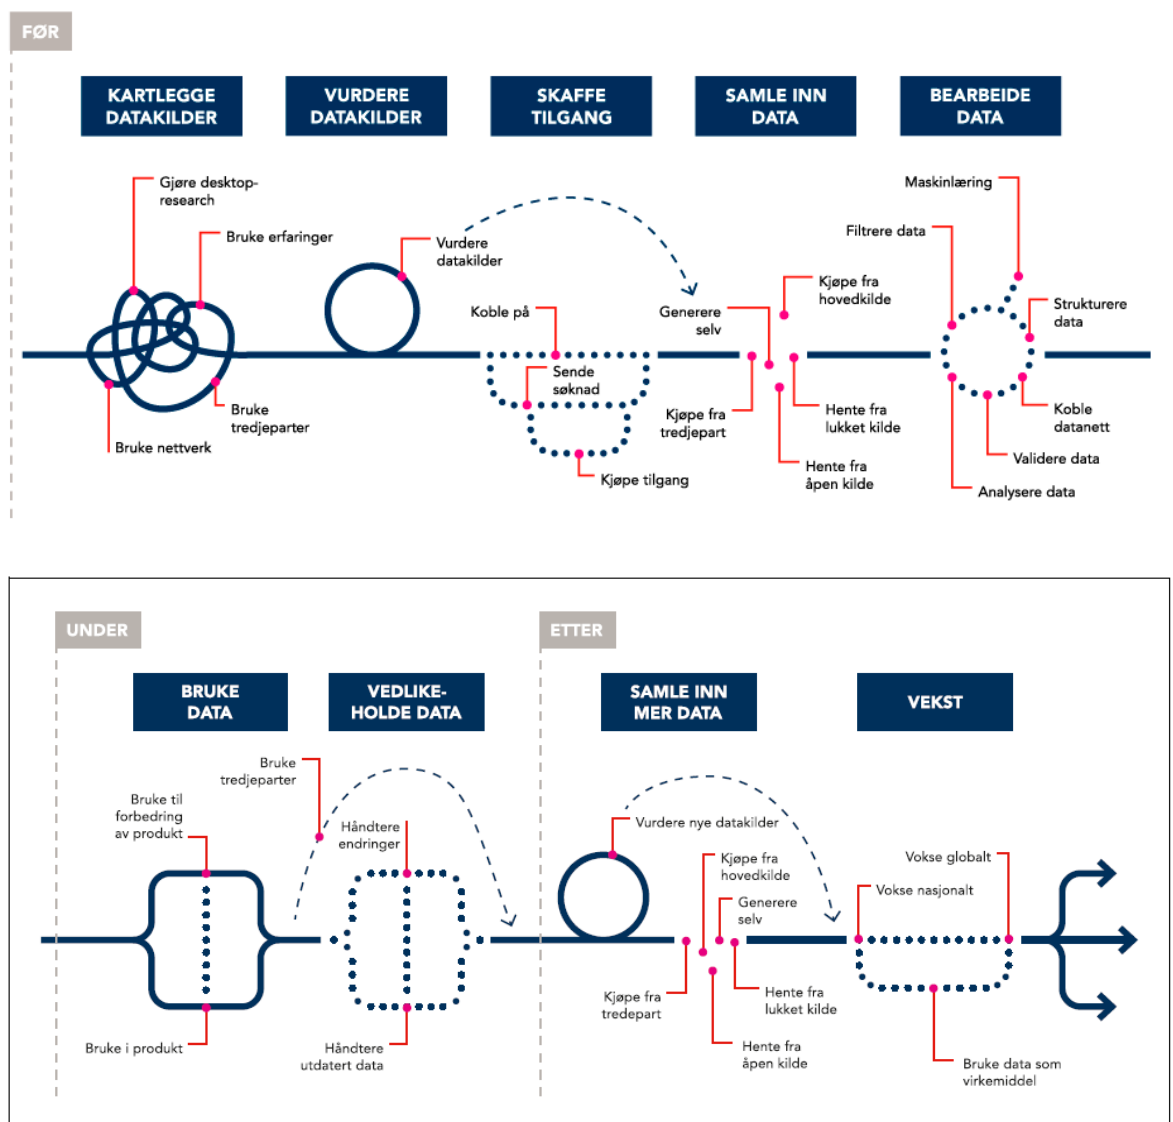 FØR
KARTLEGGE
DATAKILDER
VURDERE
DATAKILDER
SKAFFE
TILGANG
SAMLE INN
DATA
BEARBEIDE
DATA
Gjøre desktop-
research
Bruke erfaringer
Bruke
tredjeparter
Bruke nettverk
Vurdere
datakilder
Koble på
Sende
søknad
Kjøpe tilgang
Generere
selv
Kjøpe fra
hovedkilde
Kjøpe fra
tredjepart
Hente fra
lukket kilde
Hente fra
åpen kilde
Maskinlæring
Filtrere data
Strukturere
data
Koble
datanett
Validere data
Analysere data
UNDER
BRUKE
DATA
VEDLIKE-
HOLDE DATA
Bruke
tredjeparter
Bruke til
forbedring
av produkt
Håndtere
endringer
Bruke i produkt
Håndtere
utdatert data
ETTER
SAMLE INN
MER DATA
VEKST
Vurdere nye datakilder
Kjøpe fra
hovedkilde
Generere
selv
Kjøpe fra
tredepart
Hente fra
lukket kilde
Hente fra
åpen kilde
Vokse globalt
Vokse nasjonalt
Bruke data som
virkemiddel